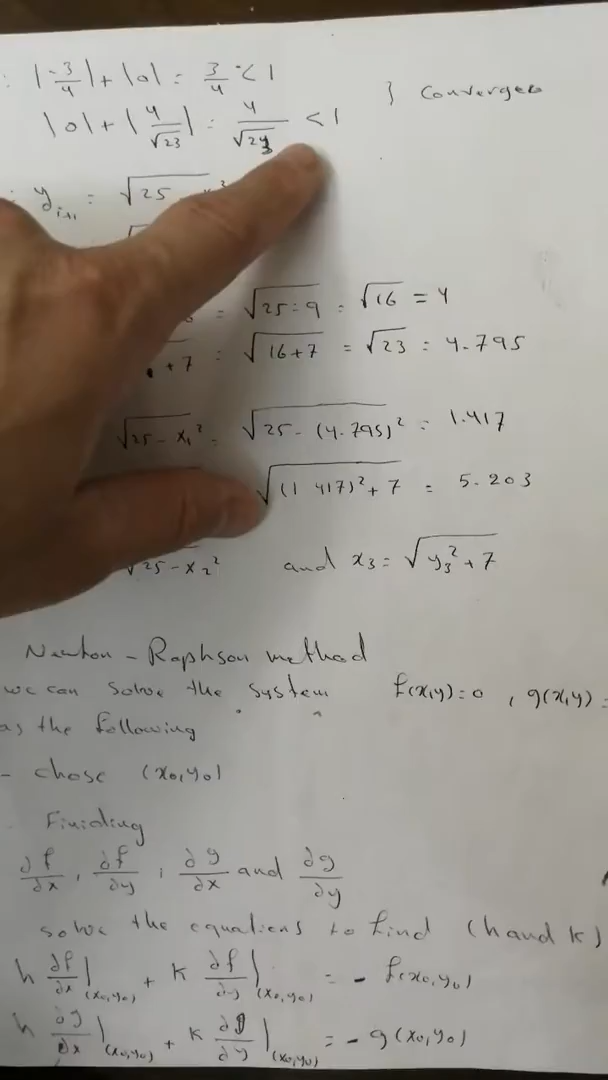 : |-3/4| + |0| = 3/4 < 1
|0| + |4/√23| = 4/√23 < 1 } Converges
y_{i+1} = √25
= √25-9 = √16 = 4
+7 = √16+7 = √23 = 4.795
√25-x₁² = √25-(4.795)² = 1.417
√(1 417)²+7 = 5.203
√25-x₂² and x₃ = √y₃²+7
Newton-Raphson method
we can solve the system f(x,y)=0 , g(x,y) =
as the following
- chose (x₀,y₀)
Finiding
∂f/∂x , ∂f/∂y , ∂g/∂x and ∂g/∂y
solve the equations to find (h and k)
h ∂f/∂x|(x₀,y₀) + k ∂f/∂y|(x₀,y₀) = - f(x₀,y₀)
h ∂g/∂x|(x₀,y₀) + k ∂g/∂y|(x₀,y₀) = - g(x₀,y₀)